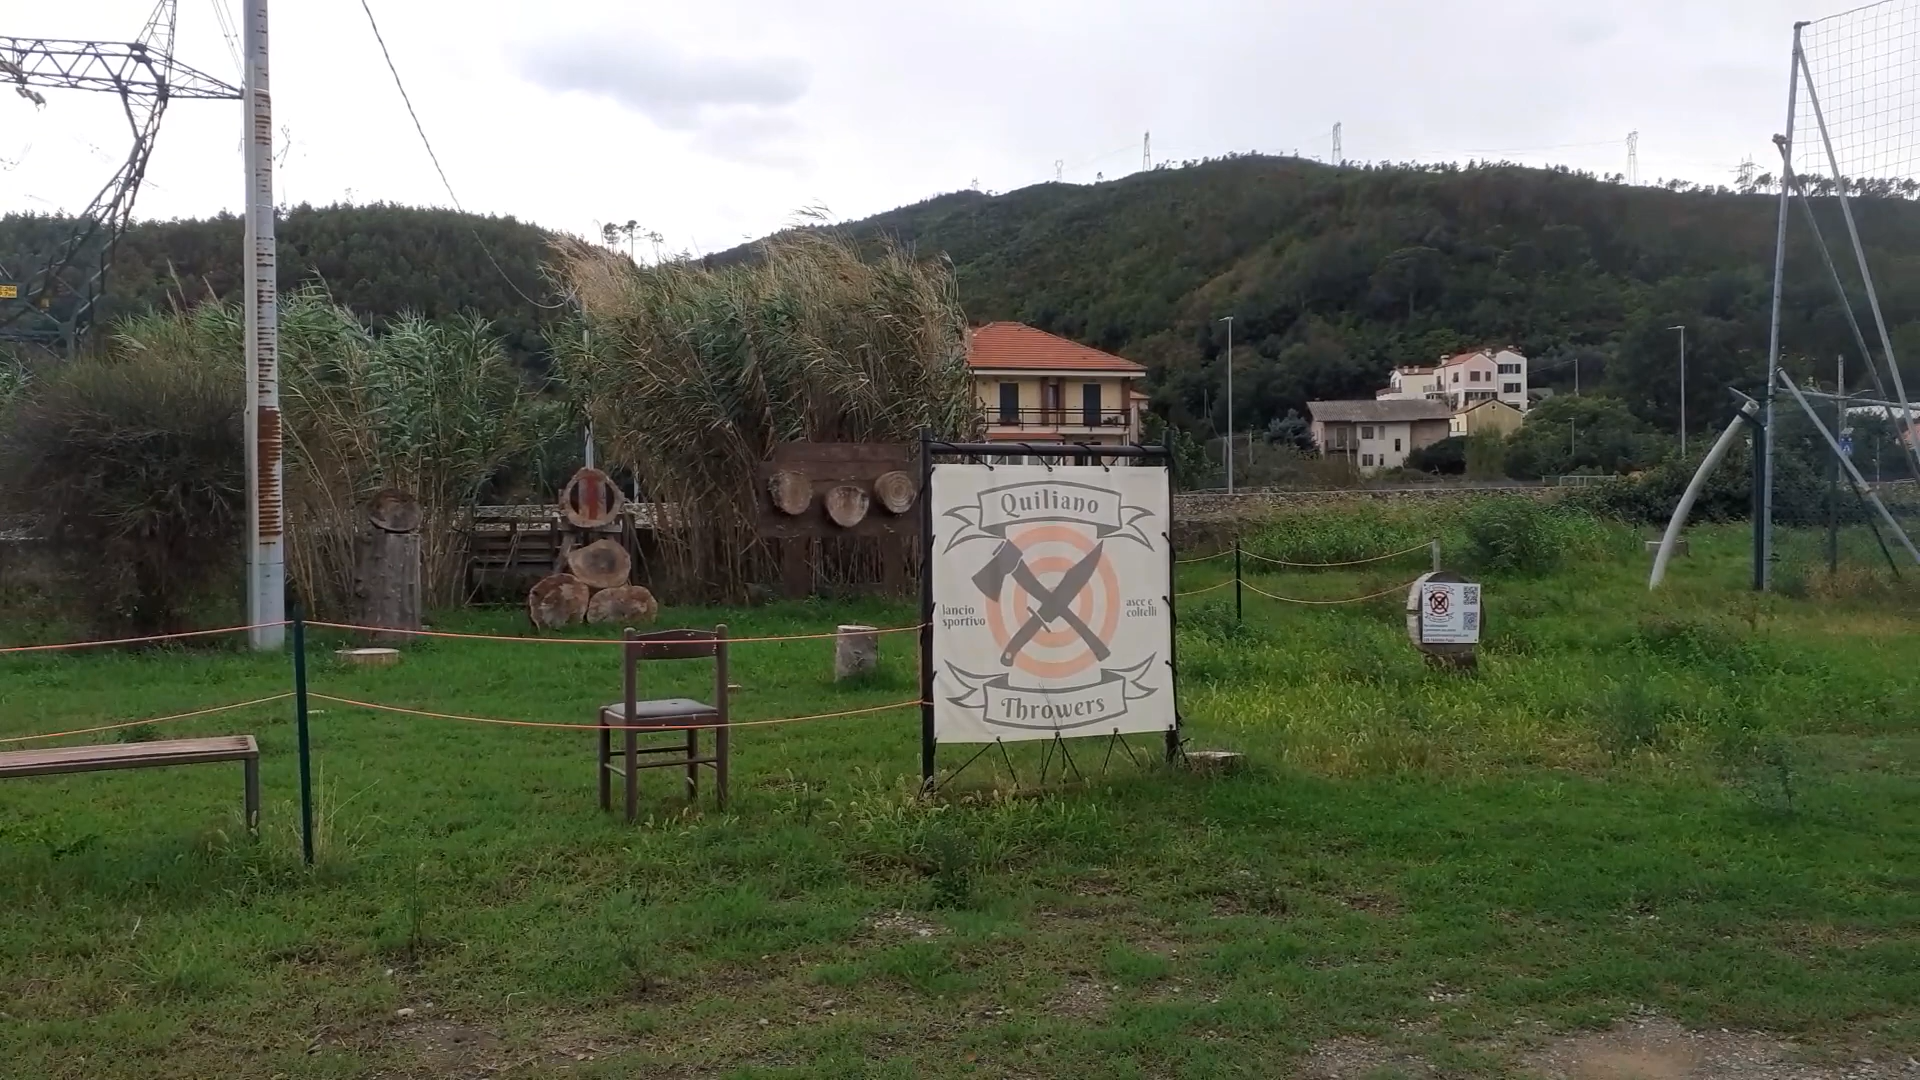 Quiliano
lancio
sportivo
asce e
coltelli
Throwers